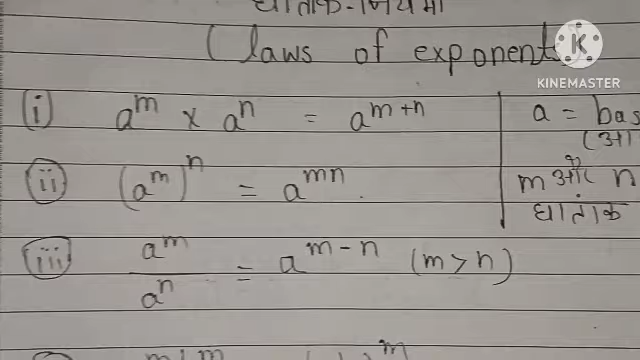 (laws of exponent
K
KINEMASTER
(i) a^m × a^n = a^{m+n}
a = bas
(आ
(ii) (a^m)^n = a^{mn}.
m और n
घातांक
(iii) a^m / a^n = a^{m-n} (m > n)